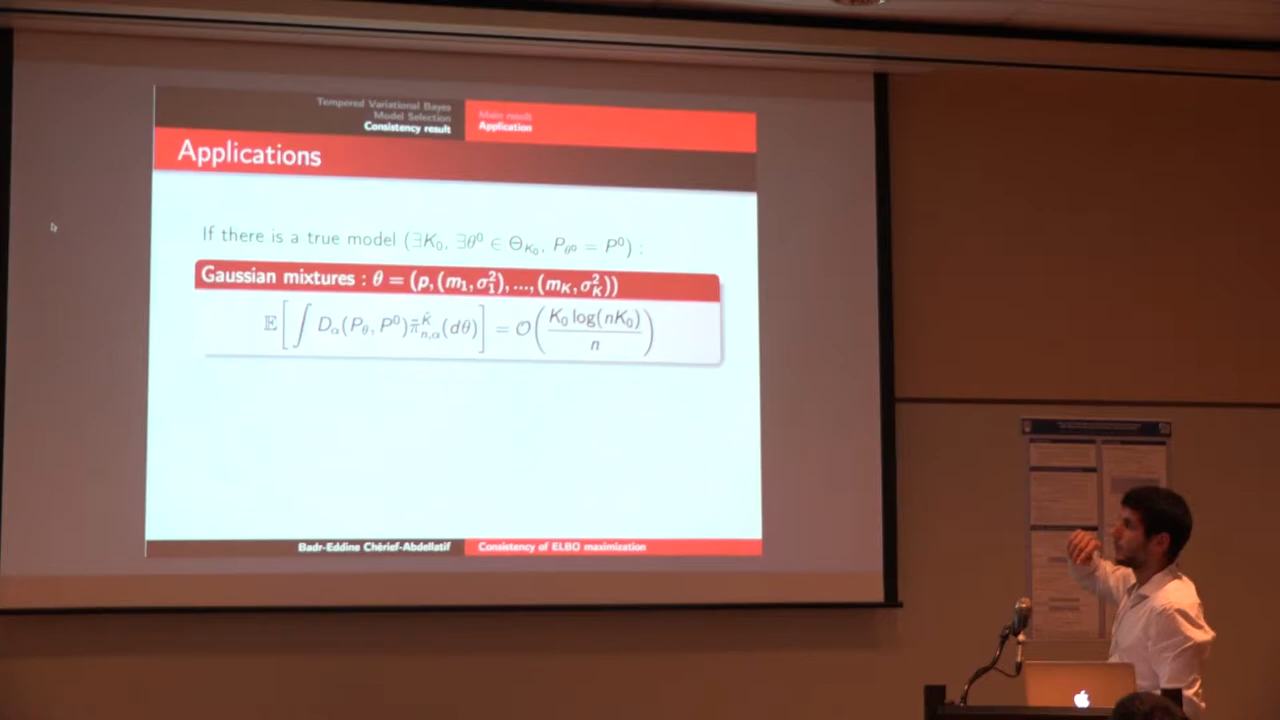 Tempered Variational Bayes
Model Selection
Consistency result
Main result
Application
Applications
If there is a true model (∃K₀, ∃θ⁰ ∈ Θ_{K₀}, P_{θ⁰} = P⁰) :
Gaussian mixtures : θ = (p, (m₁, σ₁²), ..., (m_K, σ_K²))
𝔼[ ∫ D_α(P_θ, P⁰) π̃^{K̂}_{n,α}(dθ) ] = 𝒪( K₀ log(nK₀) / n )
Badr-Eddine Chérief-Abdellatif
Consistency of ELBO maximization